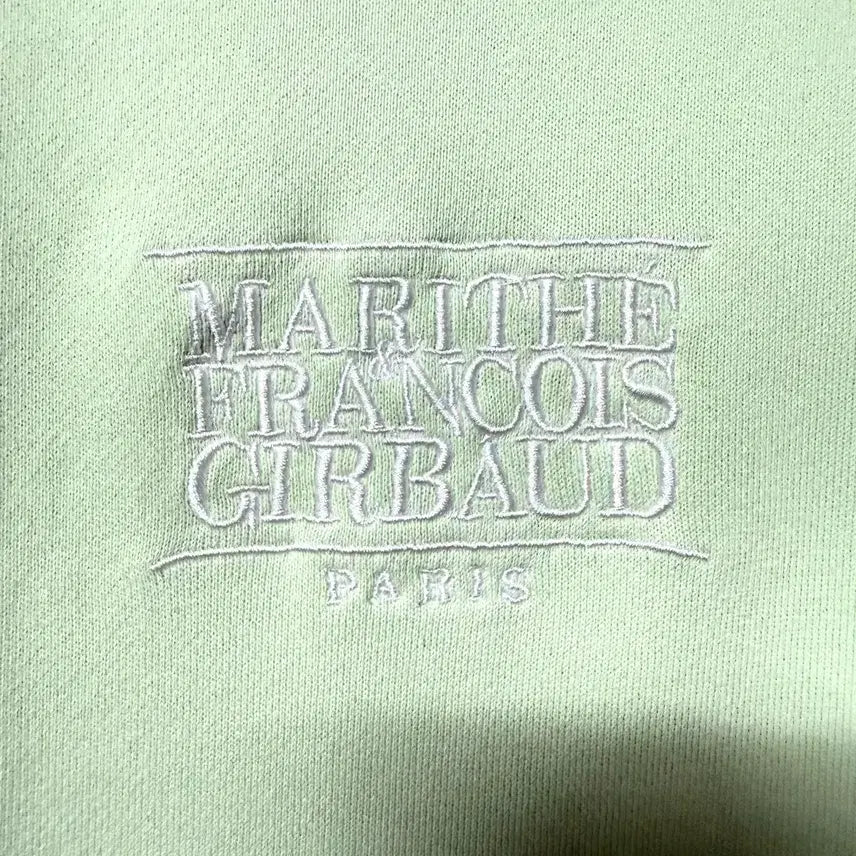 MARITHÉ
&
FRANCOIS
GIRBAUD
PARIS